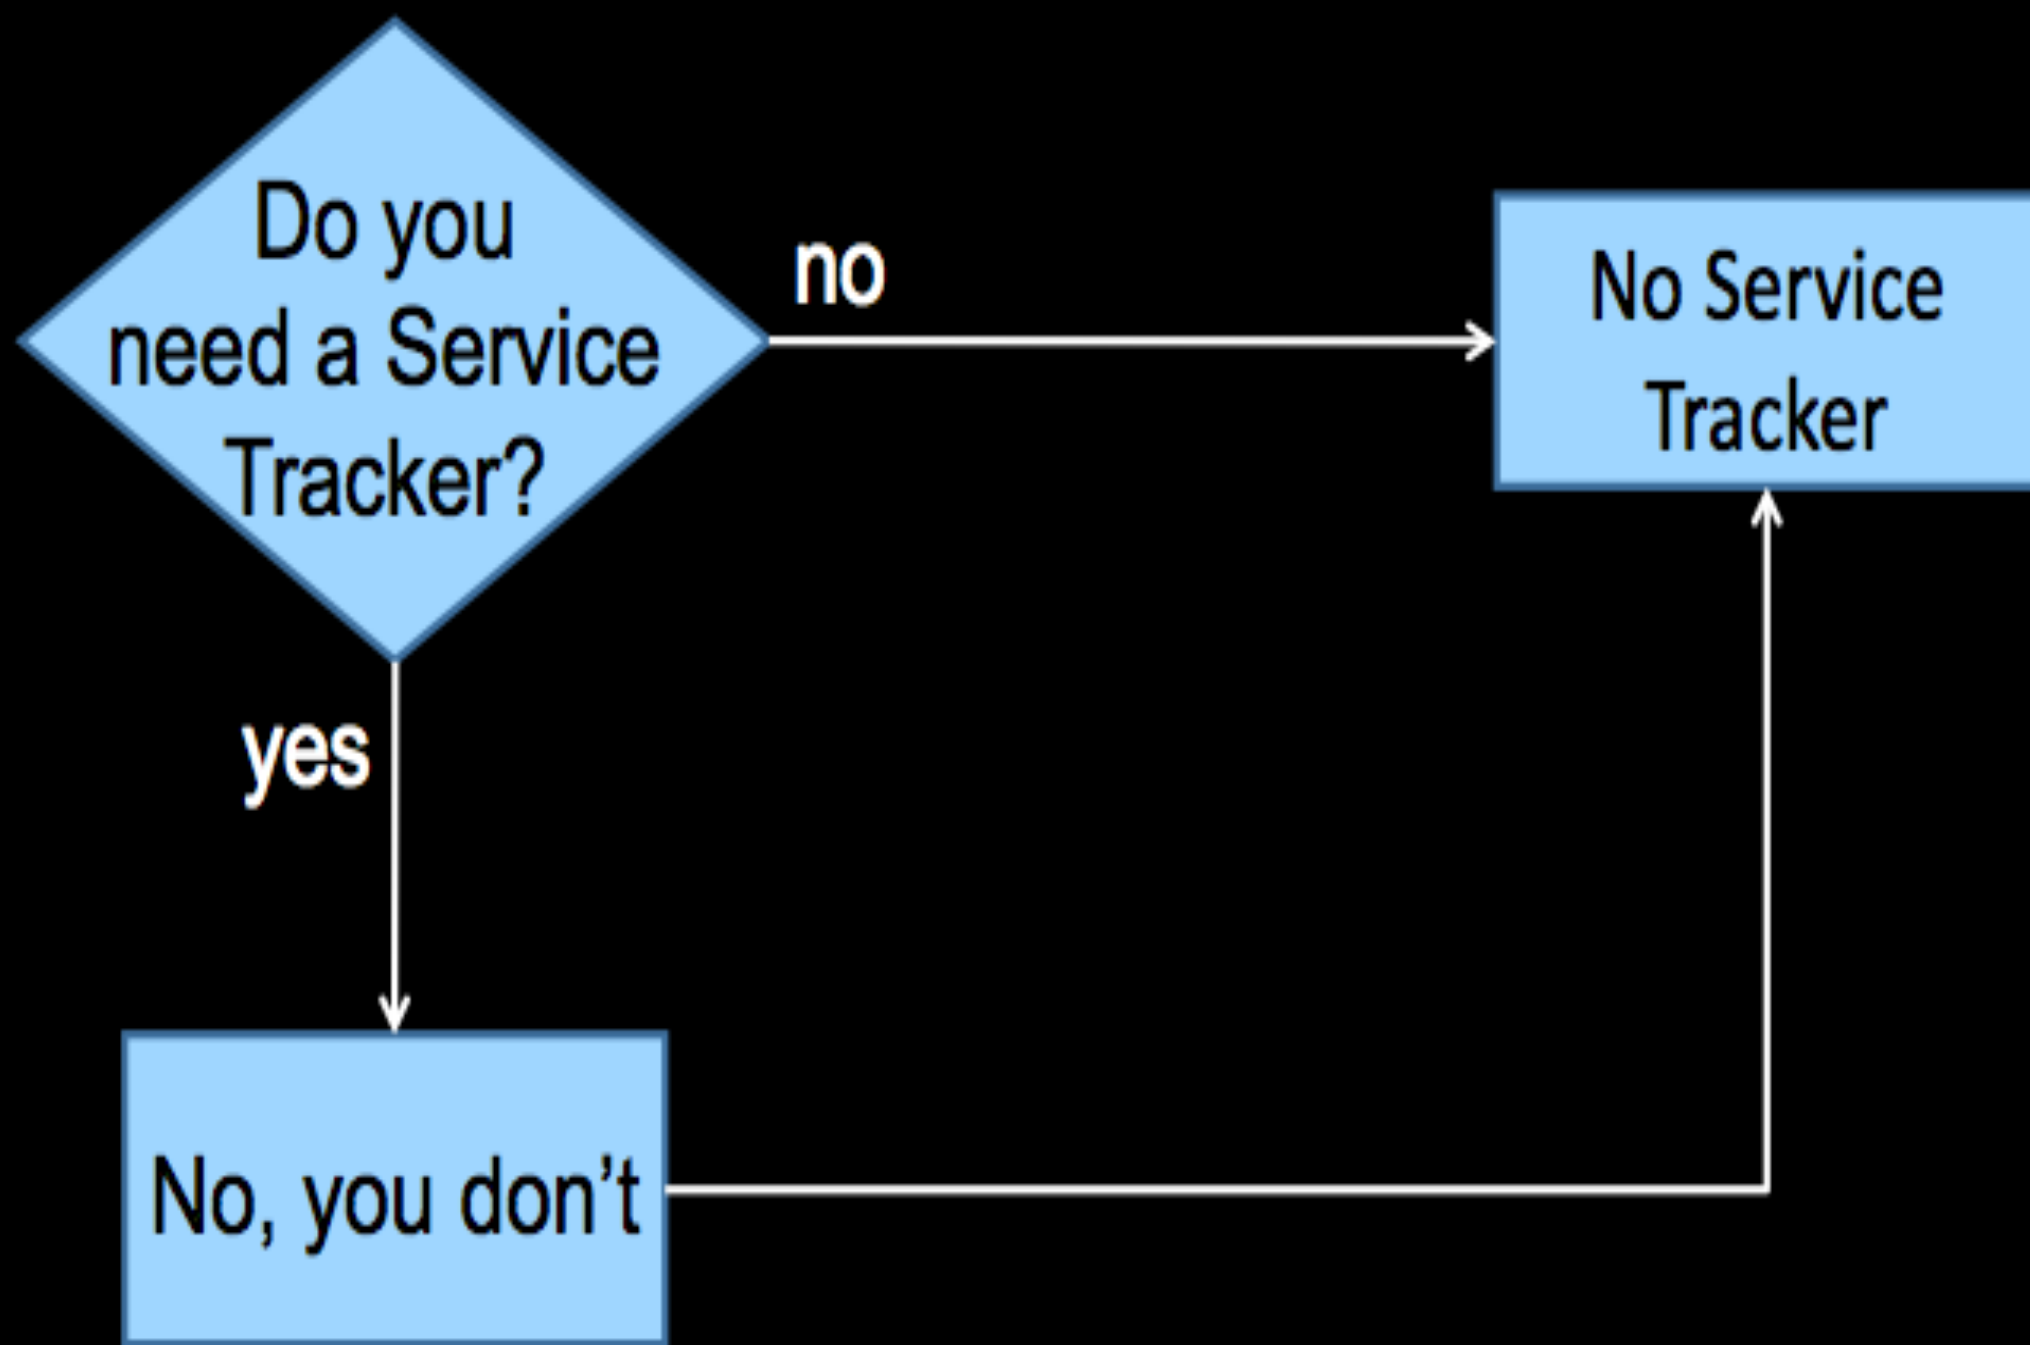 Do you
need a Service
Tracker?
no
No Service
Tracker
yes
No, you don’t